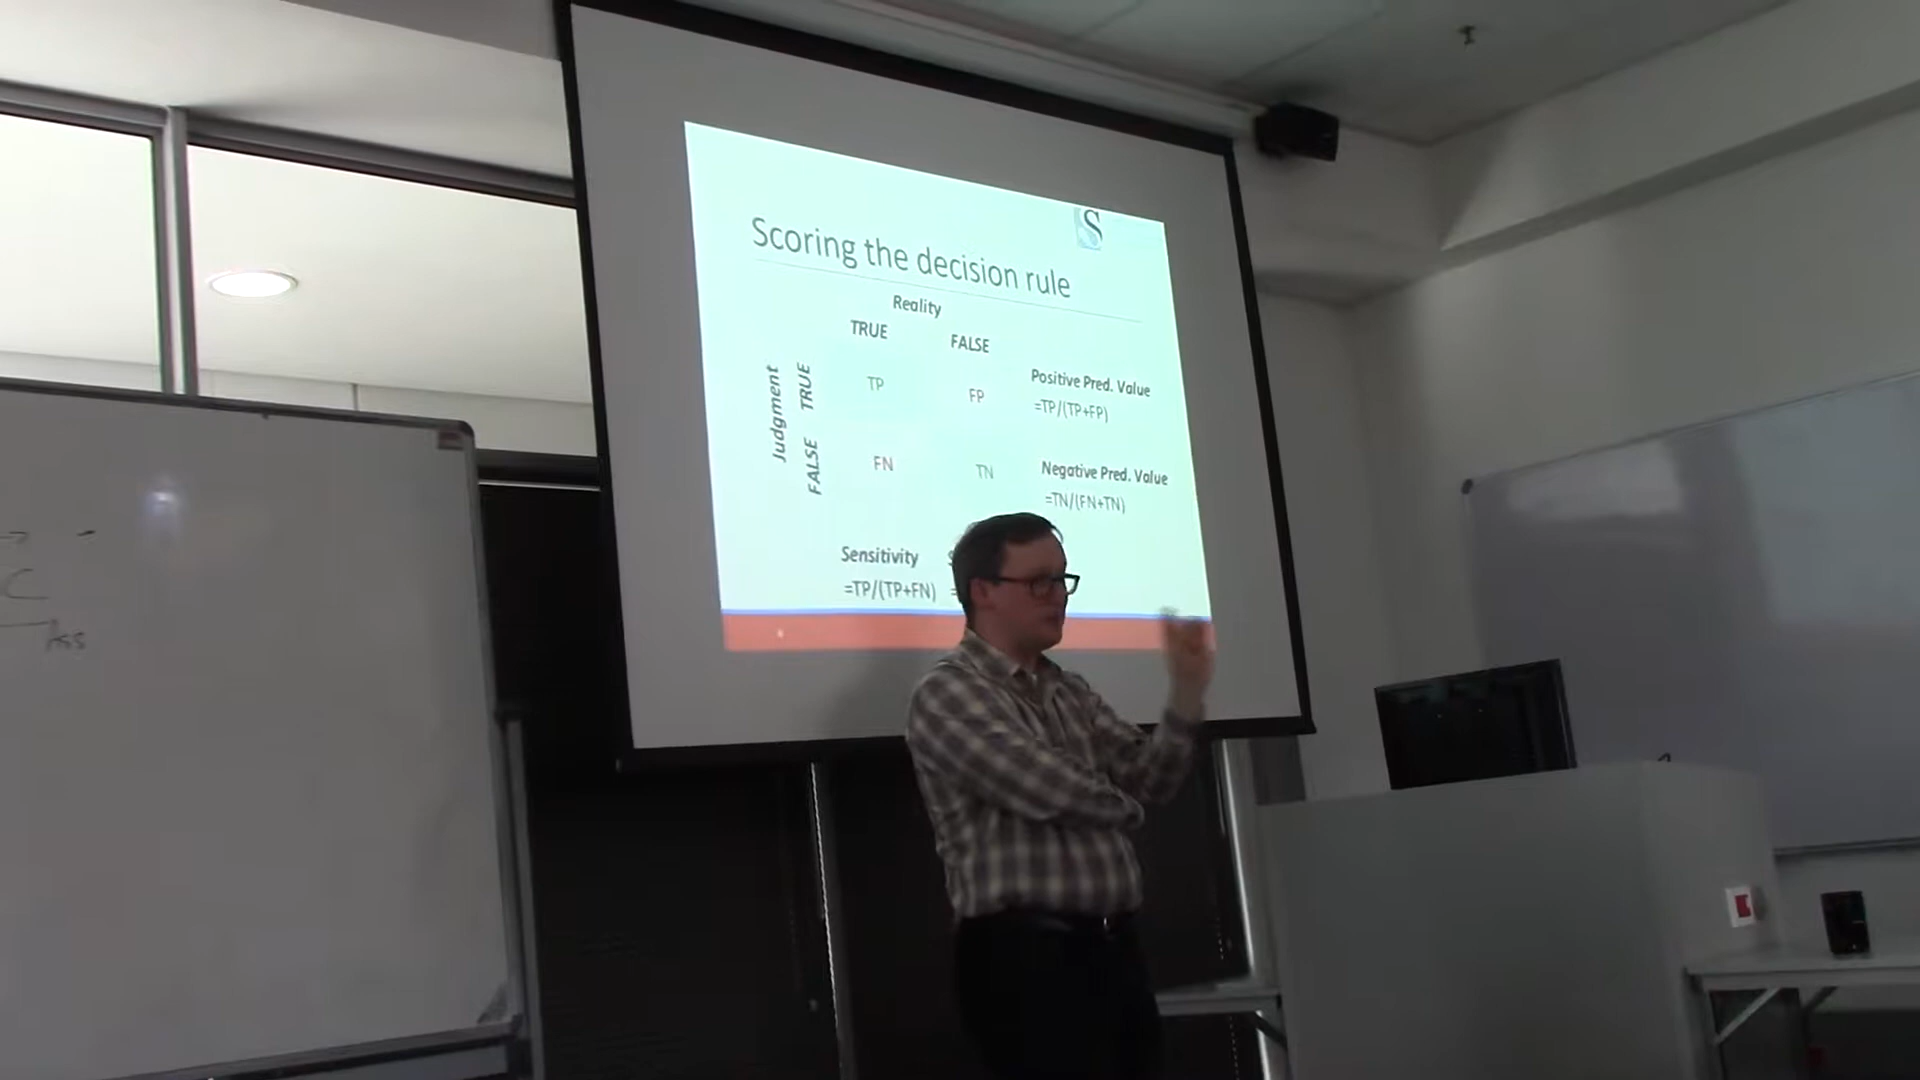 S
Scoring the decision rule
Reality
TRUE FALSE
Judgment
TRUE
TP FP
Positive Pred. Value
=TP/(TP+FP)
FALSE
FN TN
Negative Pred. Value
=TN/(FN+TN)
Sensitivity
=TP/(TP+FN) =
C
Ass